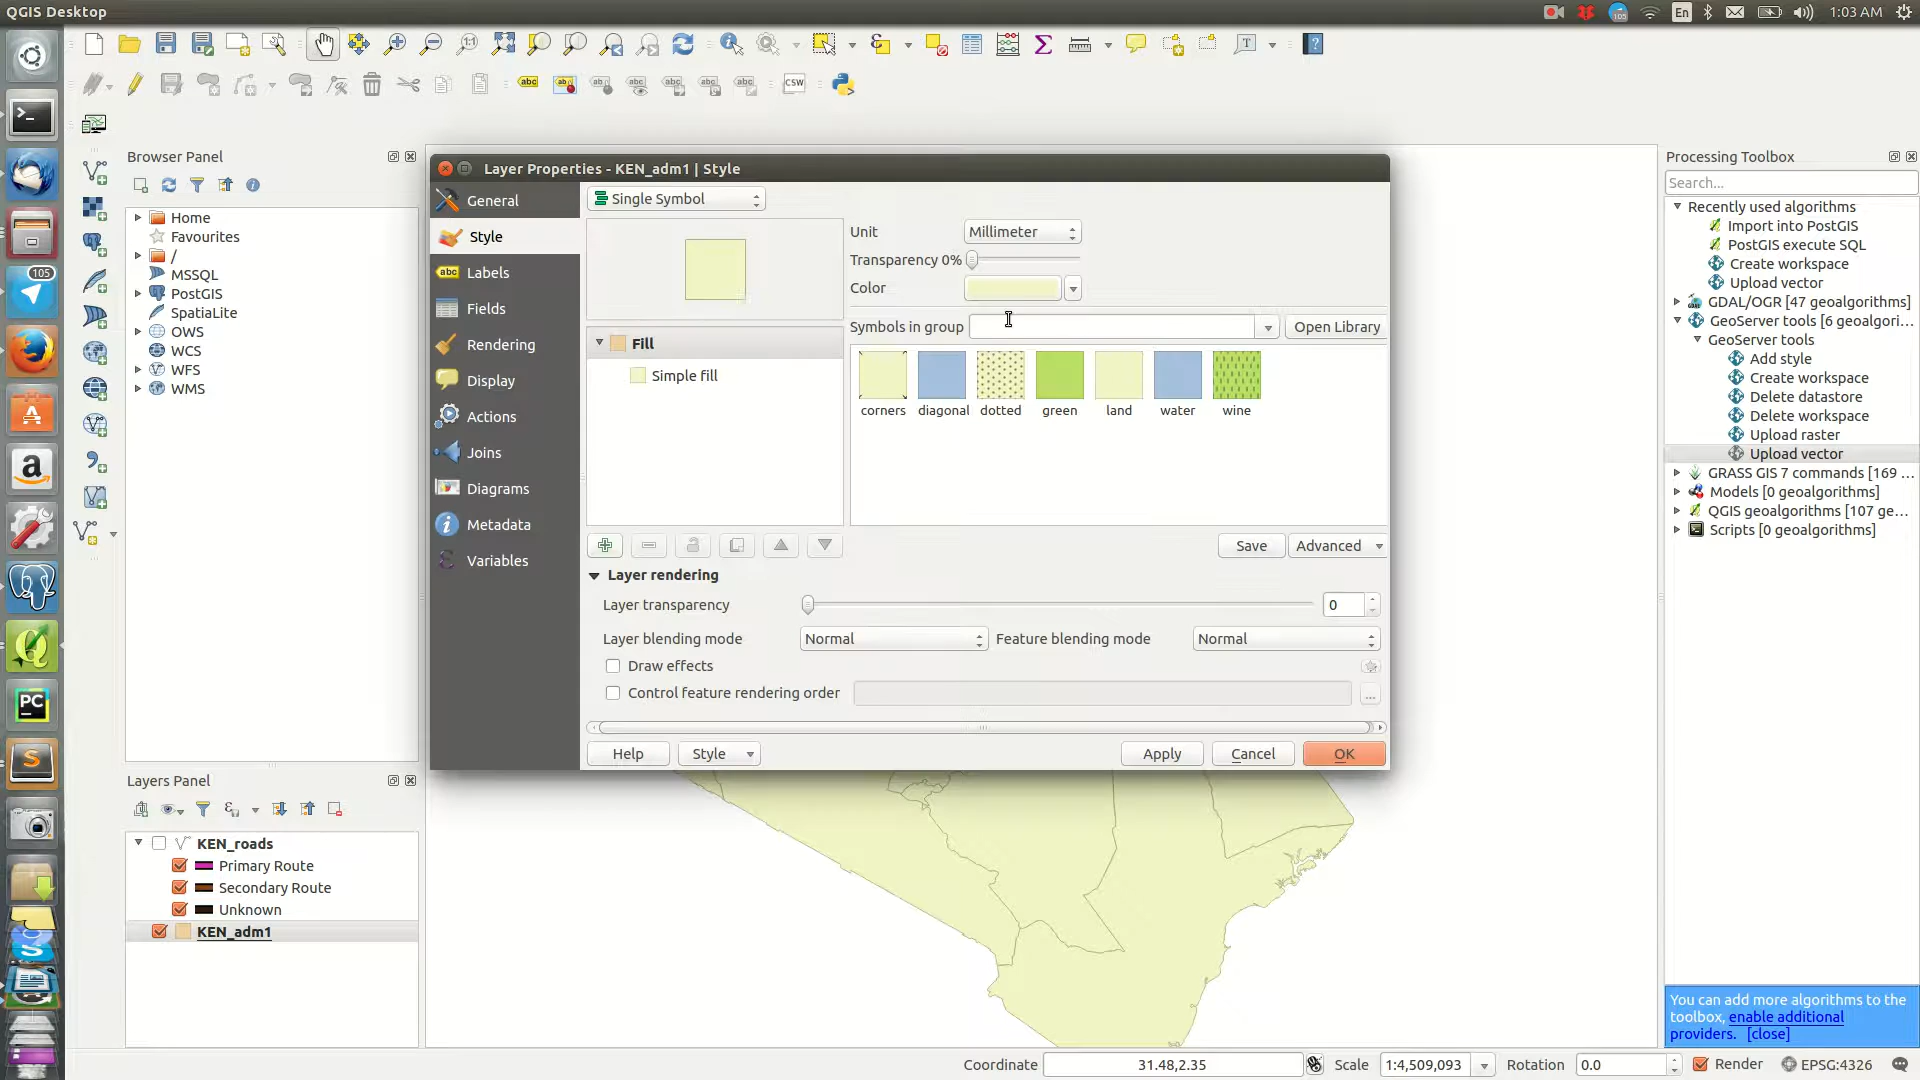 QGIS Desktop
105
En
1:03 AM
abc
CSW
Browser Panel
Home
Favourites
/
MSSQL
PostGIS
SpatiaLite
OWS
WCS
WFS
WMS
Layers Panel
KEN_roads
Primary Route
Secondary Route
Unknown
KEN_adm1
Layer Properties - KEN_adm1 | Style
General
Style
Labels
Fields
Rendering
Display
Actions
Joins
Diagrams
Metadata
Variables
Single Symbol
Fill
Simple fill
Unit
Millimeter
Transparency 0%
Color
Symbols in group
Open Library
corners
diagonal
dotted
green
land
water
wine
Save
Advanced
Layer rendering
Layer transparency
0
Layer blending mode
Normal
Feature blending mode
Normal
Draw effects
Control feature rendering order
...
Help
Style
Apply
Cancel
OK
Processing Toolbox
Search...
Recently used algorithms
Import into PostGIS
PostGIS execute SQL
Create workspace
Upload vector
GDAL/OGR [47 geoalgorithms]
GeoServer tools [6 geoalgori...
GeoServer tools
Add style
Create workspace
Delete datastore
Delete workspace
Upload raster
Upload vector
GRASS GIS 7 commands [169 ...
Models [0 geoalgorithms]
QGIS geoalgorithms [107 ge...
Scripts [0 geoalgorithms]
You can add more algorithms to the
toolbox, enable additional
providers. [close]
Coordinate
31.48,2.35
Scale
1:4,509,093
Rotation
0.0
Render
EPSG:4326